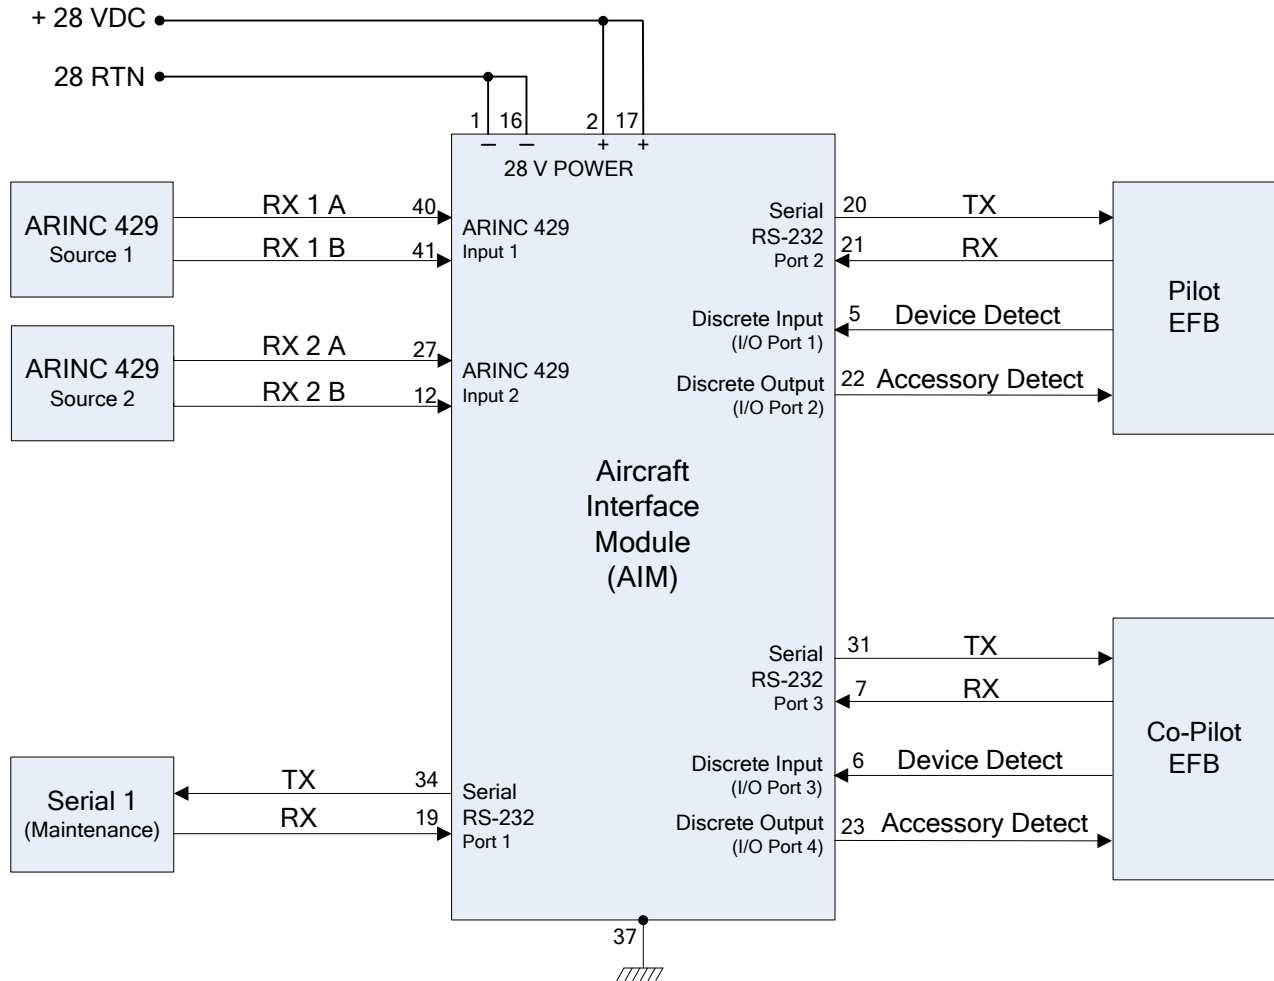 + 28 VDC
28 RTN
1 16 2 17
– – + +
28 V POWER
ARINC 429
Source 1
RX 1 A 40
RX 1 B 41
ARINC 429
Input 1
ARINC 429
Source 2
RX 2 A 27
RX 2 B 12
ARINC 429
Input 2
Serial
RS-232
Port 2
20 TX
21 RX
Discrete Input
(I/O Port 1)
5 Device Detect
Discrete Output
(I/O Port 2)
22 Accessory Detect
Pilot
EFB
Aircraft
Interface
Module
(AIM)
Serial
RS-232
Port 3
31 TX
7 RX
Discrete Input
(I/O Port 3)
6 Device Detect
Discrete Output
(I/O Port 4)
23 Accessory Detect
Co-Pilot
EFB
Serial 1
(Maintenance)
TX 34
RX 19
Serial
RS-232
Port 1
37